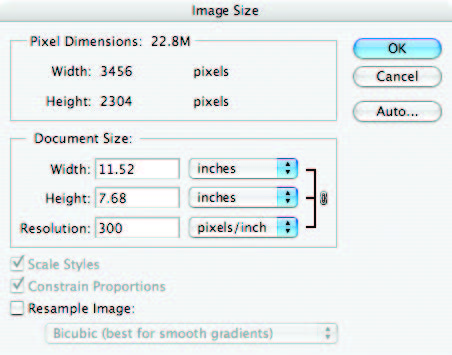 Image Size
Pixel Dimensions: 22.8M
OK
Width: 3456 pixels
Cancel
Height: 2304 pixels
Auto...
Document Size:
Width: 11.52 inches
Height: 7.68 inches
Resolution: 300 pixels/inch
Scale Styles
Constrain Proportions
Resample Image:
Bicubic (best for smooth gradients)